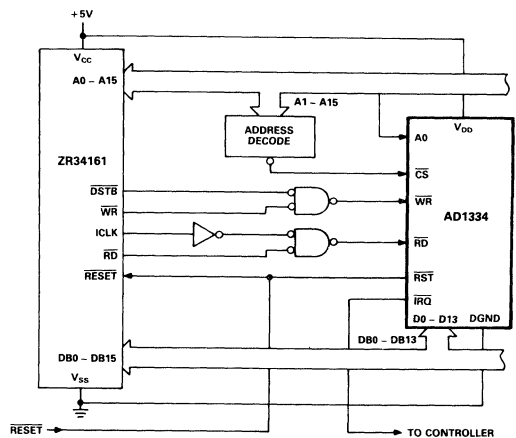 +5V
VCC
A0 – A15
A1 – A15
VDD
ADDRESS
DECODE
A0
ZR34161
CS̅
DSTB̅
WR̅
WR̅
AD1334
ICLK
RD̅
RD̅
RESET̅
RST̅
IRQ̅
D0 – D13
DGND
DB0 – DB13
DB0 – DB15
VSS
RESET̅
TO CONTROLLER